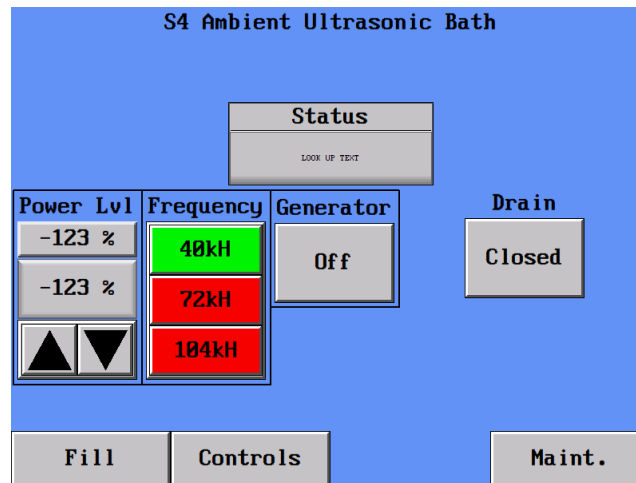 S4 Ambient Ultrasonic Bath
Status
LOOK UP TEXT
Power Lvl
-123 %
-123 %
Frequency
40kH
72kH
104kH
Generator
Off
Drain
Closed
Fill
Controls
Maint.